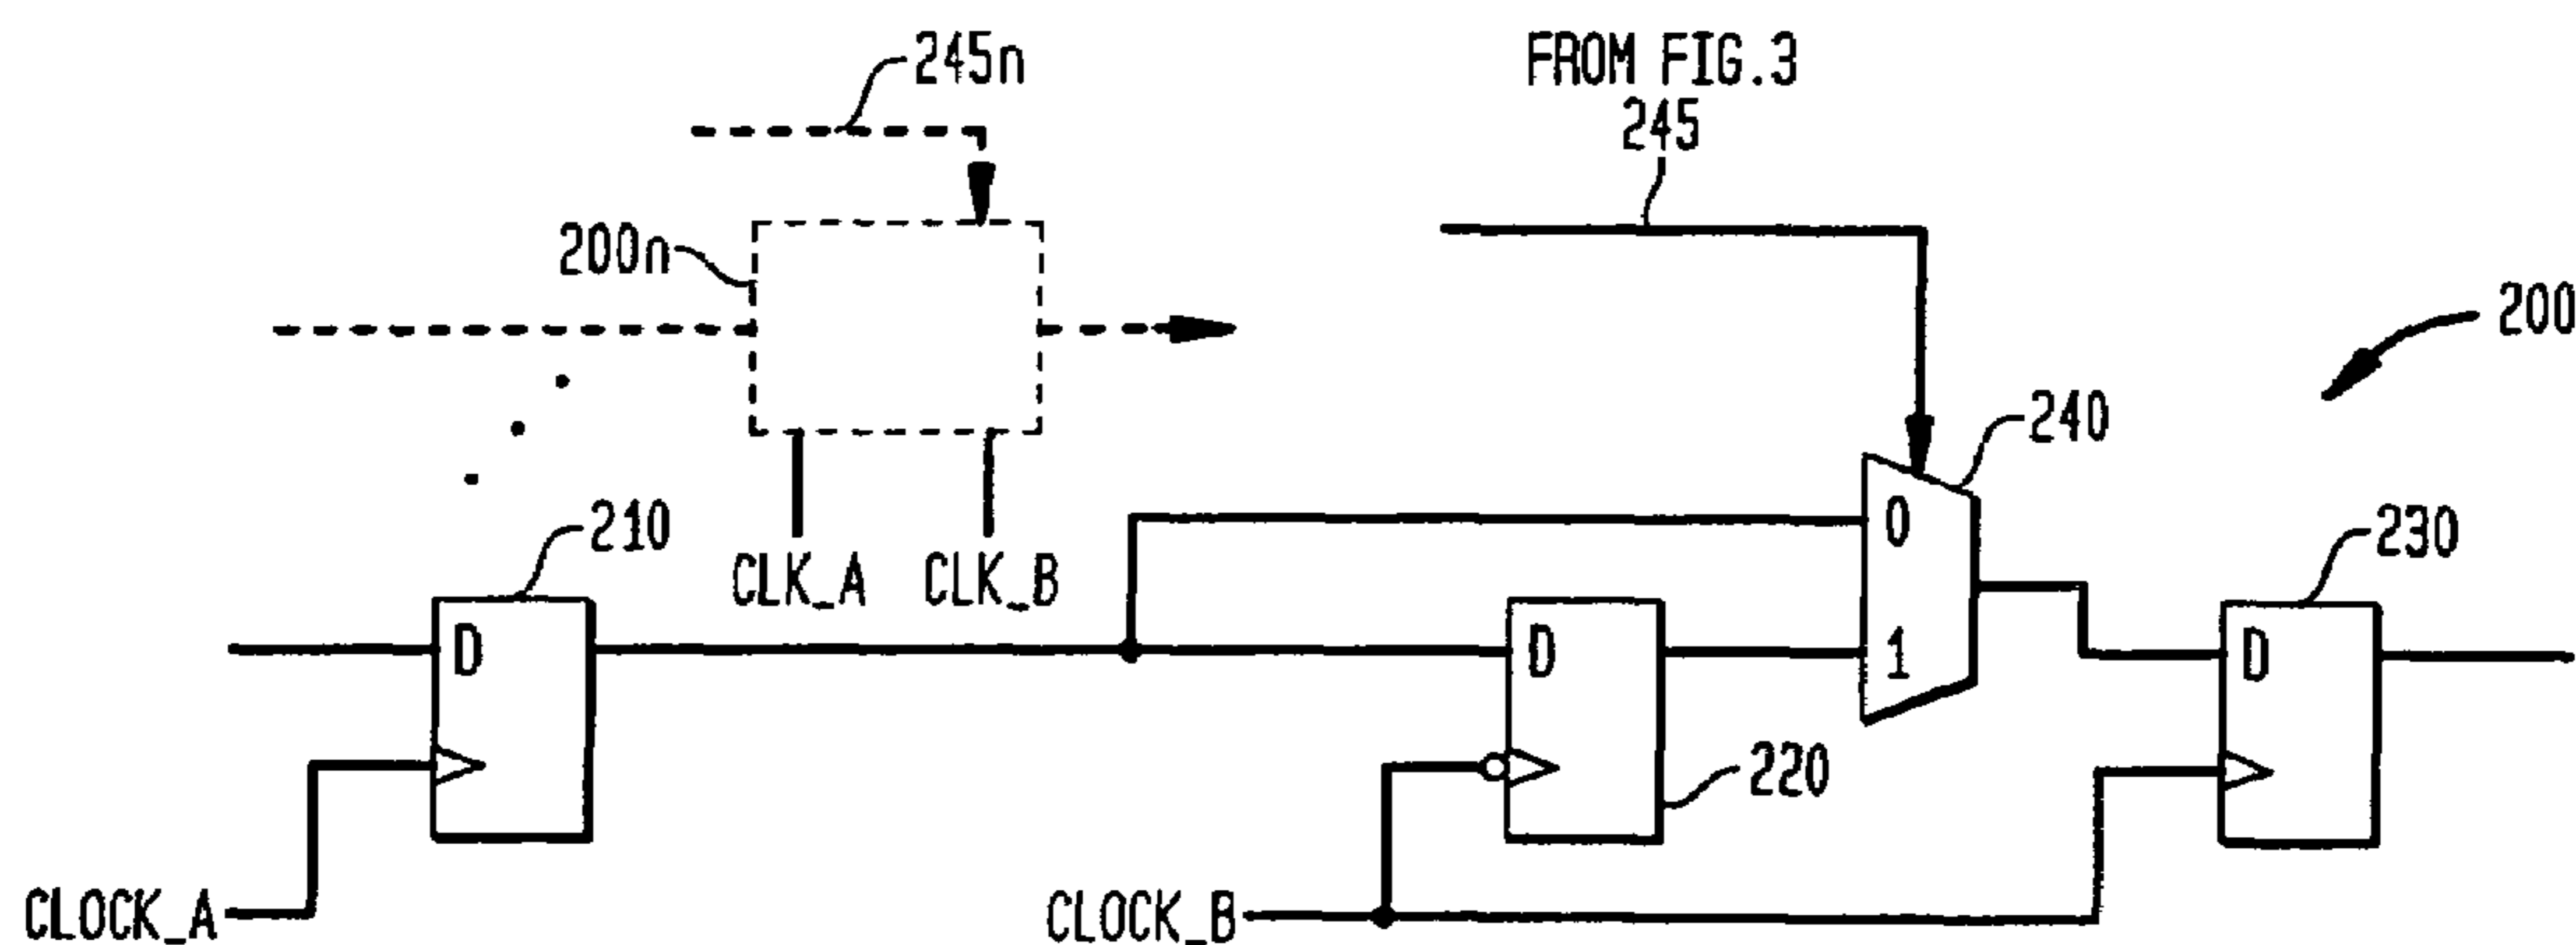 245n
FROM FIG.3
245
200n
200
240
210
230
CLK_A CLK_B
0
D
D
1
D
220
CLOCK_A
CLOCK_B